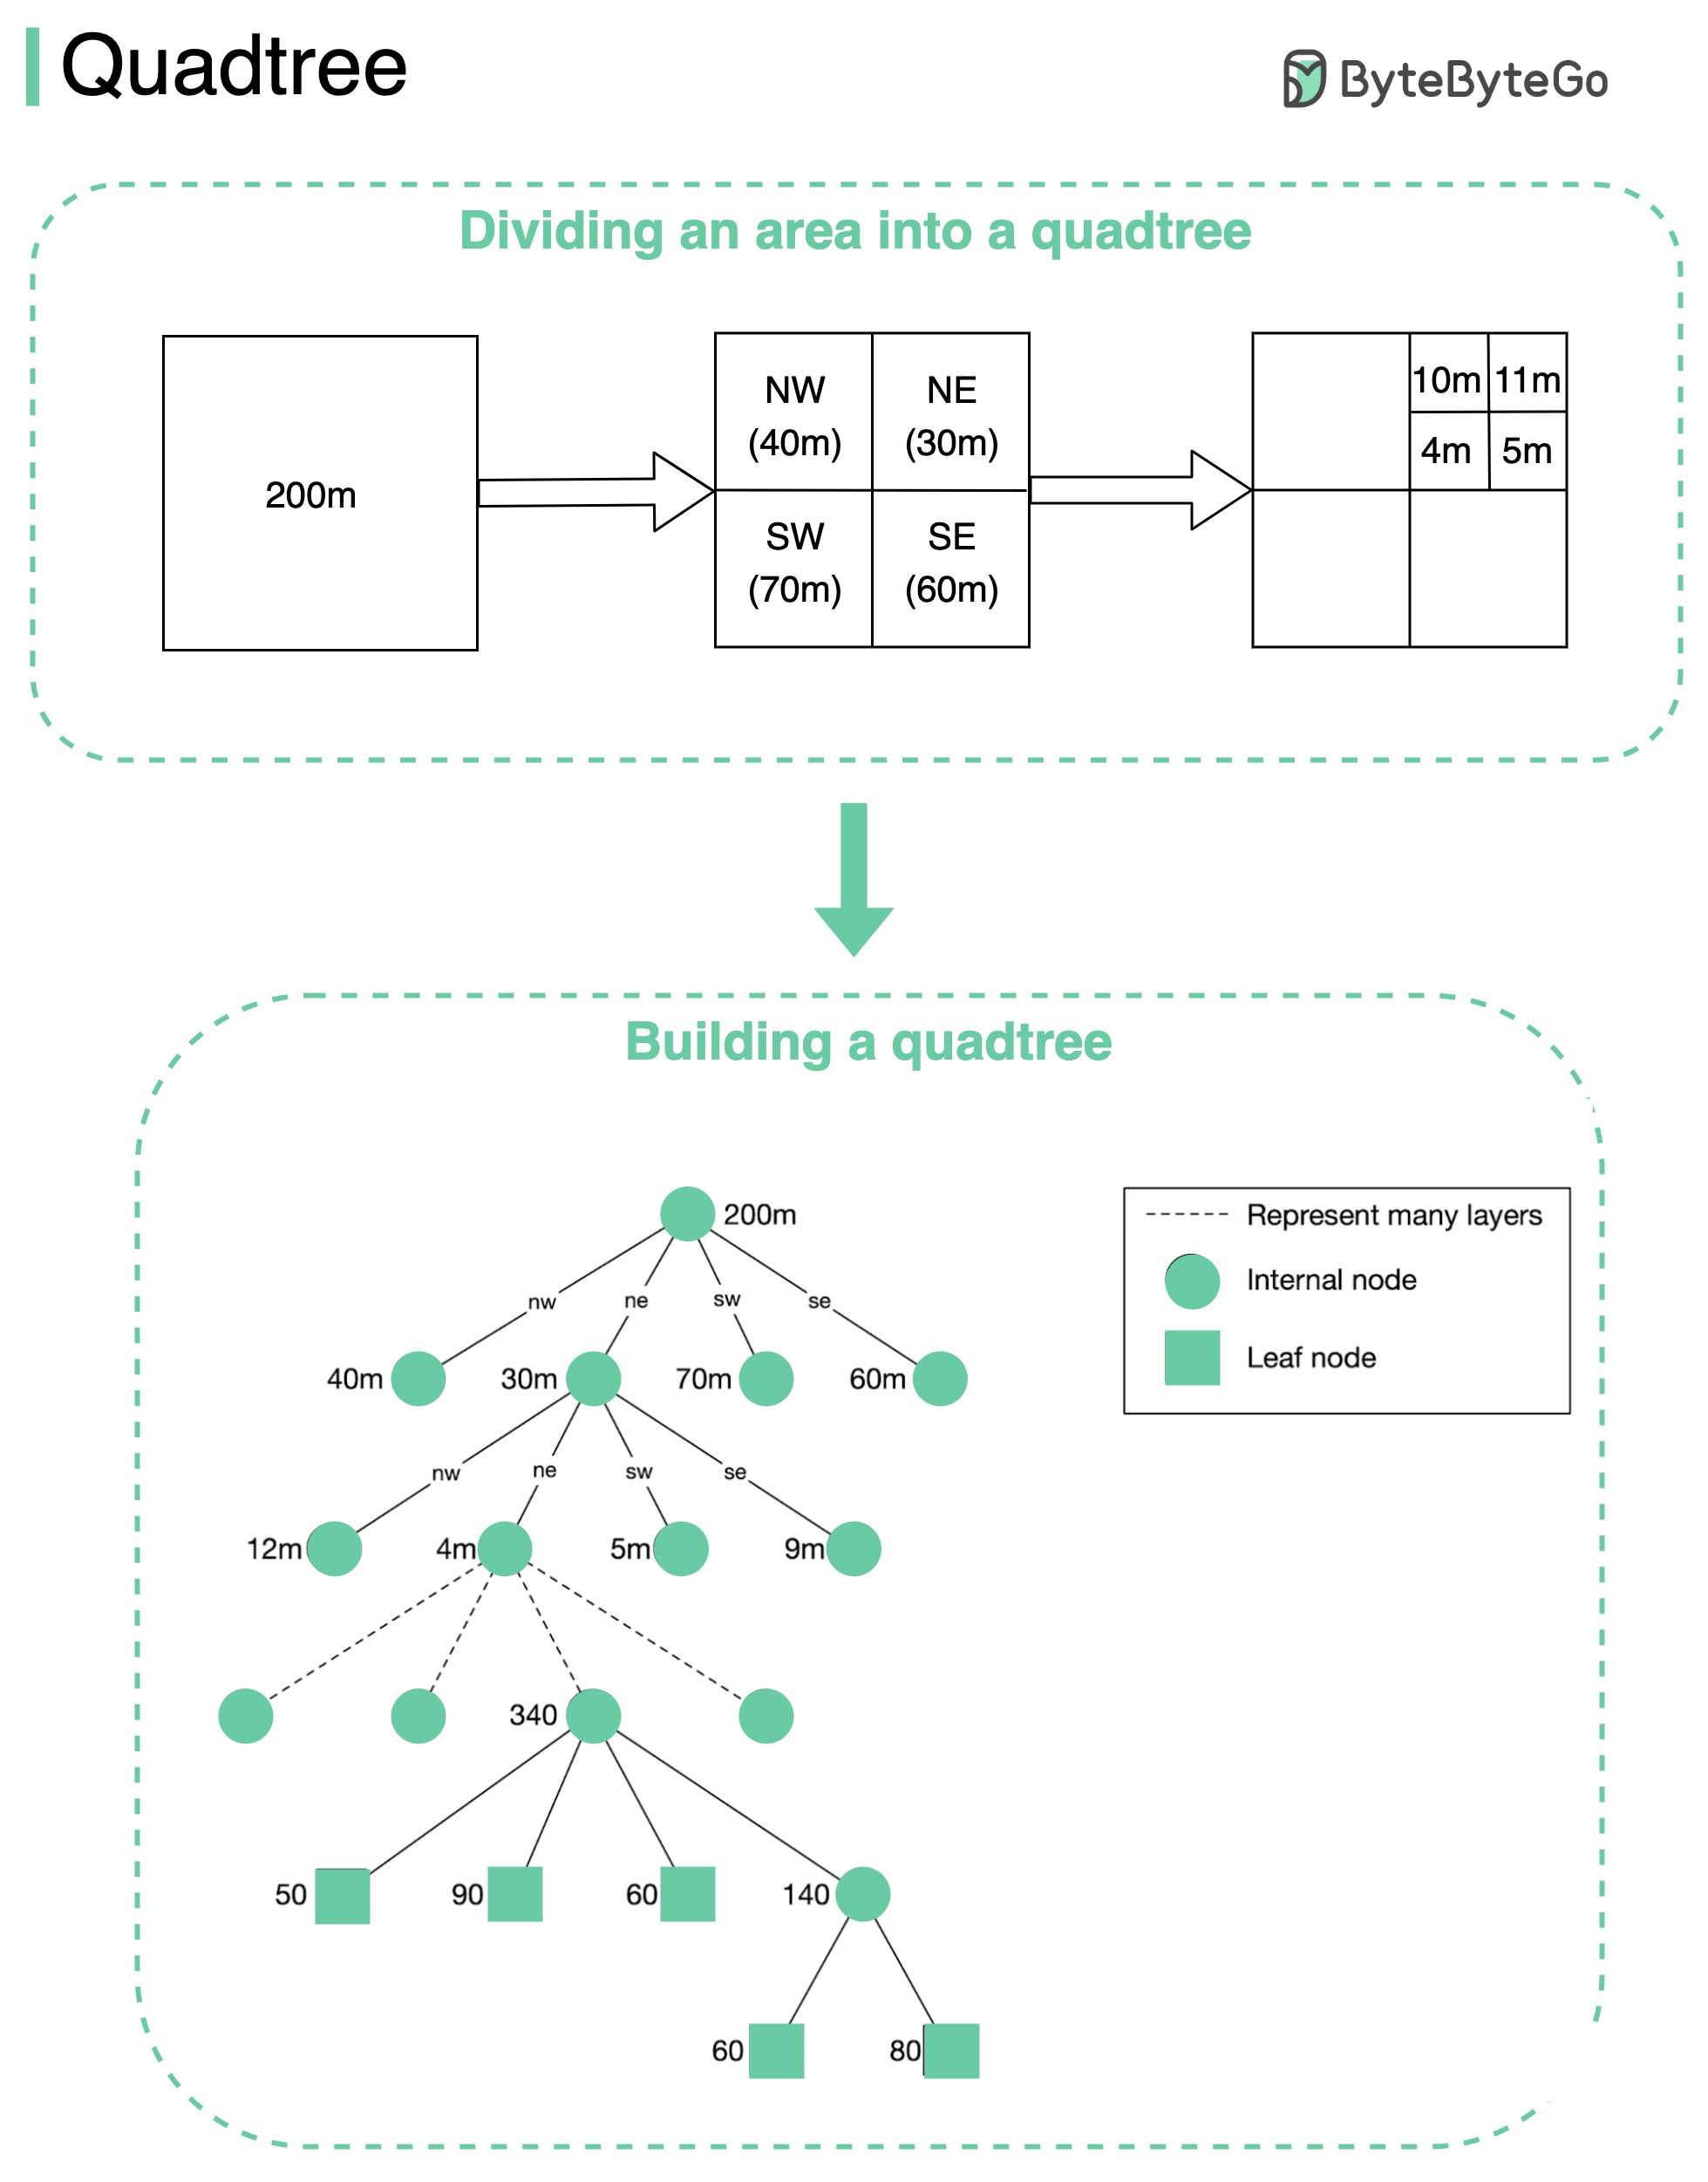 Quadtree
ByteByteGo
Dividing an area into a quadtree
200m
NW
(40m)
NE
(30m)
SW
(70m)
SE
(60m)
10m
11m
4m
5m
Building a quadtree
200m
nw
ne
sw
se
40m
30m
70m
60m
nw
ne
sw
se
12m
4m
5m
9m
340
50
90
60
140
60
80
Represent many layers
Internal node
Leaf node